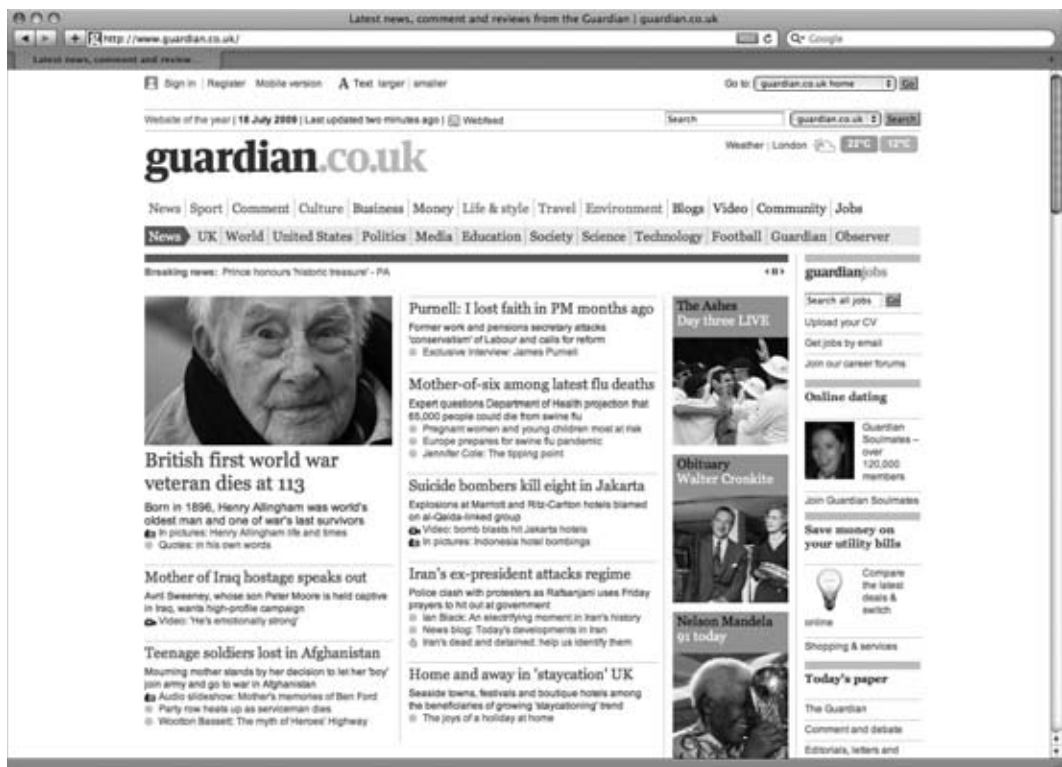 Latest news, comment and reviews from the Guardian | guardian.co.uk
http://www.guardian.co.uk/
Google
Latest news, comment and review...
Sign in | Register Mobile version A Text larger | smaller
Go to: guardian.co.uk home Go
Website of the year | 18 July 2009 | Last updated two minutes ago | Webfeed
Search guardian.co.uk Search
guardian.co.uk
Weather | London 22°C 12°C
News Sport Comment Culture Business Money Life & style Travel Environment Blogs Video Community Jobs
News UK World United States Politics Media Education Society Science Technology Football Guardian Observer
Breaking news: Prince honours 'historic treasure' - PA
British first world war
veteran dies at 113
Born in 1896, Henry Allingham was world's
oldest man and one of war's last survivors
In pictures: Henry Allingham life and times
Quotes: in his own words
Mother of Iraq hostage speaks out
Avril Sweeney, whose son Peter Moore is held captive
in Iraq, wants high-profile campaign
Video: 'He's emotionally strong'
Teenage soldiers lost in Afghanistan
Mourning mother stands by her decision to let her 'boy'
join army and go to war in Afghanistan
Audio slideshow: Mother's memories of Ben Ford
Party row heats up as serviceman dies
Wootton Bassett: The myth of Heroes' Highway
Purnell: I lost faith in PM months ago
Former work and pensions secretary attacks
'conservatism' of Labour and calls for reform
Exclusive Interview: James Purnell
Mother-of-six among latest flu deaths
Expert questions Department of Health projection that
65,000 people could die from swine flu
Pregnant women and young children most at risk
Europe prepares for swine flu pandemic
Jennifer Cole: The tipping point
Suicide bombers kill eight in Jakarta
Explosions at Marriott and Ritz-Carlton hotels blamed
on al-Qaida-linked group
Video: bomb blasts hit Jakarta hotels
In pictures: Indonesia hotel bombings
Iran's ex-president attacks regime
Police clash with protesters as Rafsanjani uses Friday
prayers to hit out at government
Ian Black: An electrifying moment in Iran's history
News blog: Today's developments in Iran
Iran's dead and detained: help us identify them
Home and away in 'staycation' UK
Seaside towns, festivals and boutique hotels among
the beneficiaries of growing 'staycationing' trend
The joys of a holiday at home
The Ashes
Day three LIVE
Obituary
Walter Cronkite
Nelson Mandela
91 today
guardianjobs
Search all jobs Go
Upload your CV
Get jobs by email
Join our career forums
Online dating
Guardian
Soulmates –
over
120,000
members
Join Guardian Soulmates
Save money on
your utility bills
Compare
the latest
deals &
switch
online
Shopping & services
Today's paper
The Guardian
Comment and debate
Editorials, letters and